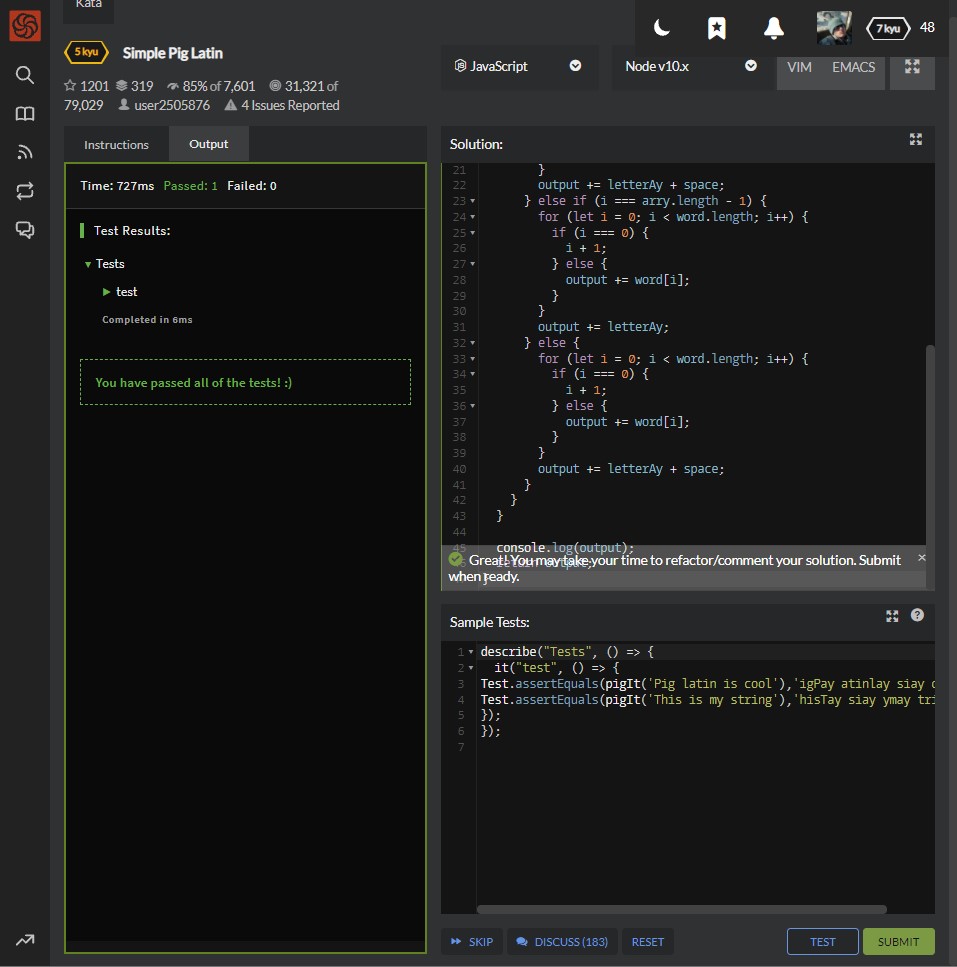 Kata
5 kyu Simple Pig Latin
1201 319 85% of 7,601 31,321 of
79,029 user2505876 4 Issues Reported
7 kyu 48
JavaScript
Node v10.x
VIM EMACS
Instructions Output
Time: 727ms Passed: 1 Failed: 0
Test Results:
Tests
test
Completed in 6ms
You have passed all of the tests! :)
Solution:
21 }
22 output += letterAy + space;
23 } else if (i === arry.length - 1) {
24 for (let i = 0; i < word.length; i++) {
25 if (i === 0) {
26 i + 1;
27 } else {
28 output += word[i];
29 }
30 }
31 output += letterAy;
32 } else {
33 for (let i = 0; i < word.length; i++) {
34 if (i === 0) {
35 i + 1;
36 } else {
37 output += word[i];
38 }
39 }
40 output += letterAy + space;
41 }
42 }
43 }
44
45 console.log(output);
return output;
}
Great! You may take your time to refactor/comment your solution. Submit
when ready.
Sample Tests:
1 describe("Tests", () => {
2 it("test", () => {
3 Test.assertEquals(pigIt('Pig latin is cool'),'igPay atinlay siay
4 Test.assertEquals(pigIt('This is my string'),'hisTay siay ymay tri
5 });
6 });
7
SKIP DISCUSS (183) RESET TEST SUBMIT